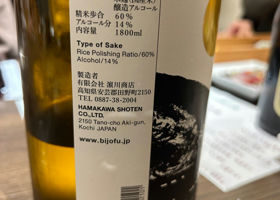 醸造アルコール
精米歩合 60%
アルコール分 14%
内容量 1800ml
Type of Sake
Rice Polishing Ratio/60%
Alcohol/14%
製造者
有限会社 濵川商店
高知県安芸郡田野町2150
TEL 0887-38-2004
HAMAKAWA SHOTEN
CO.,LTD.
2150 Tano-cho Aki-gun,
Kochi JAPAN
www.bijofu.jp